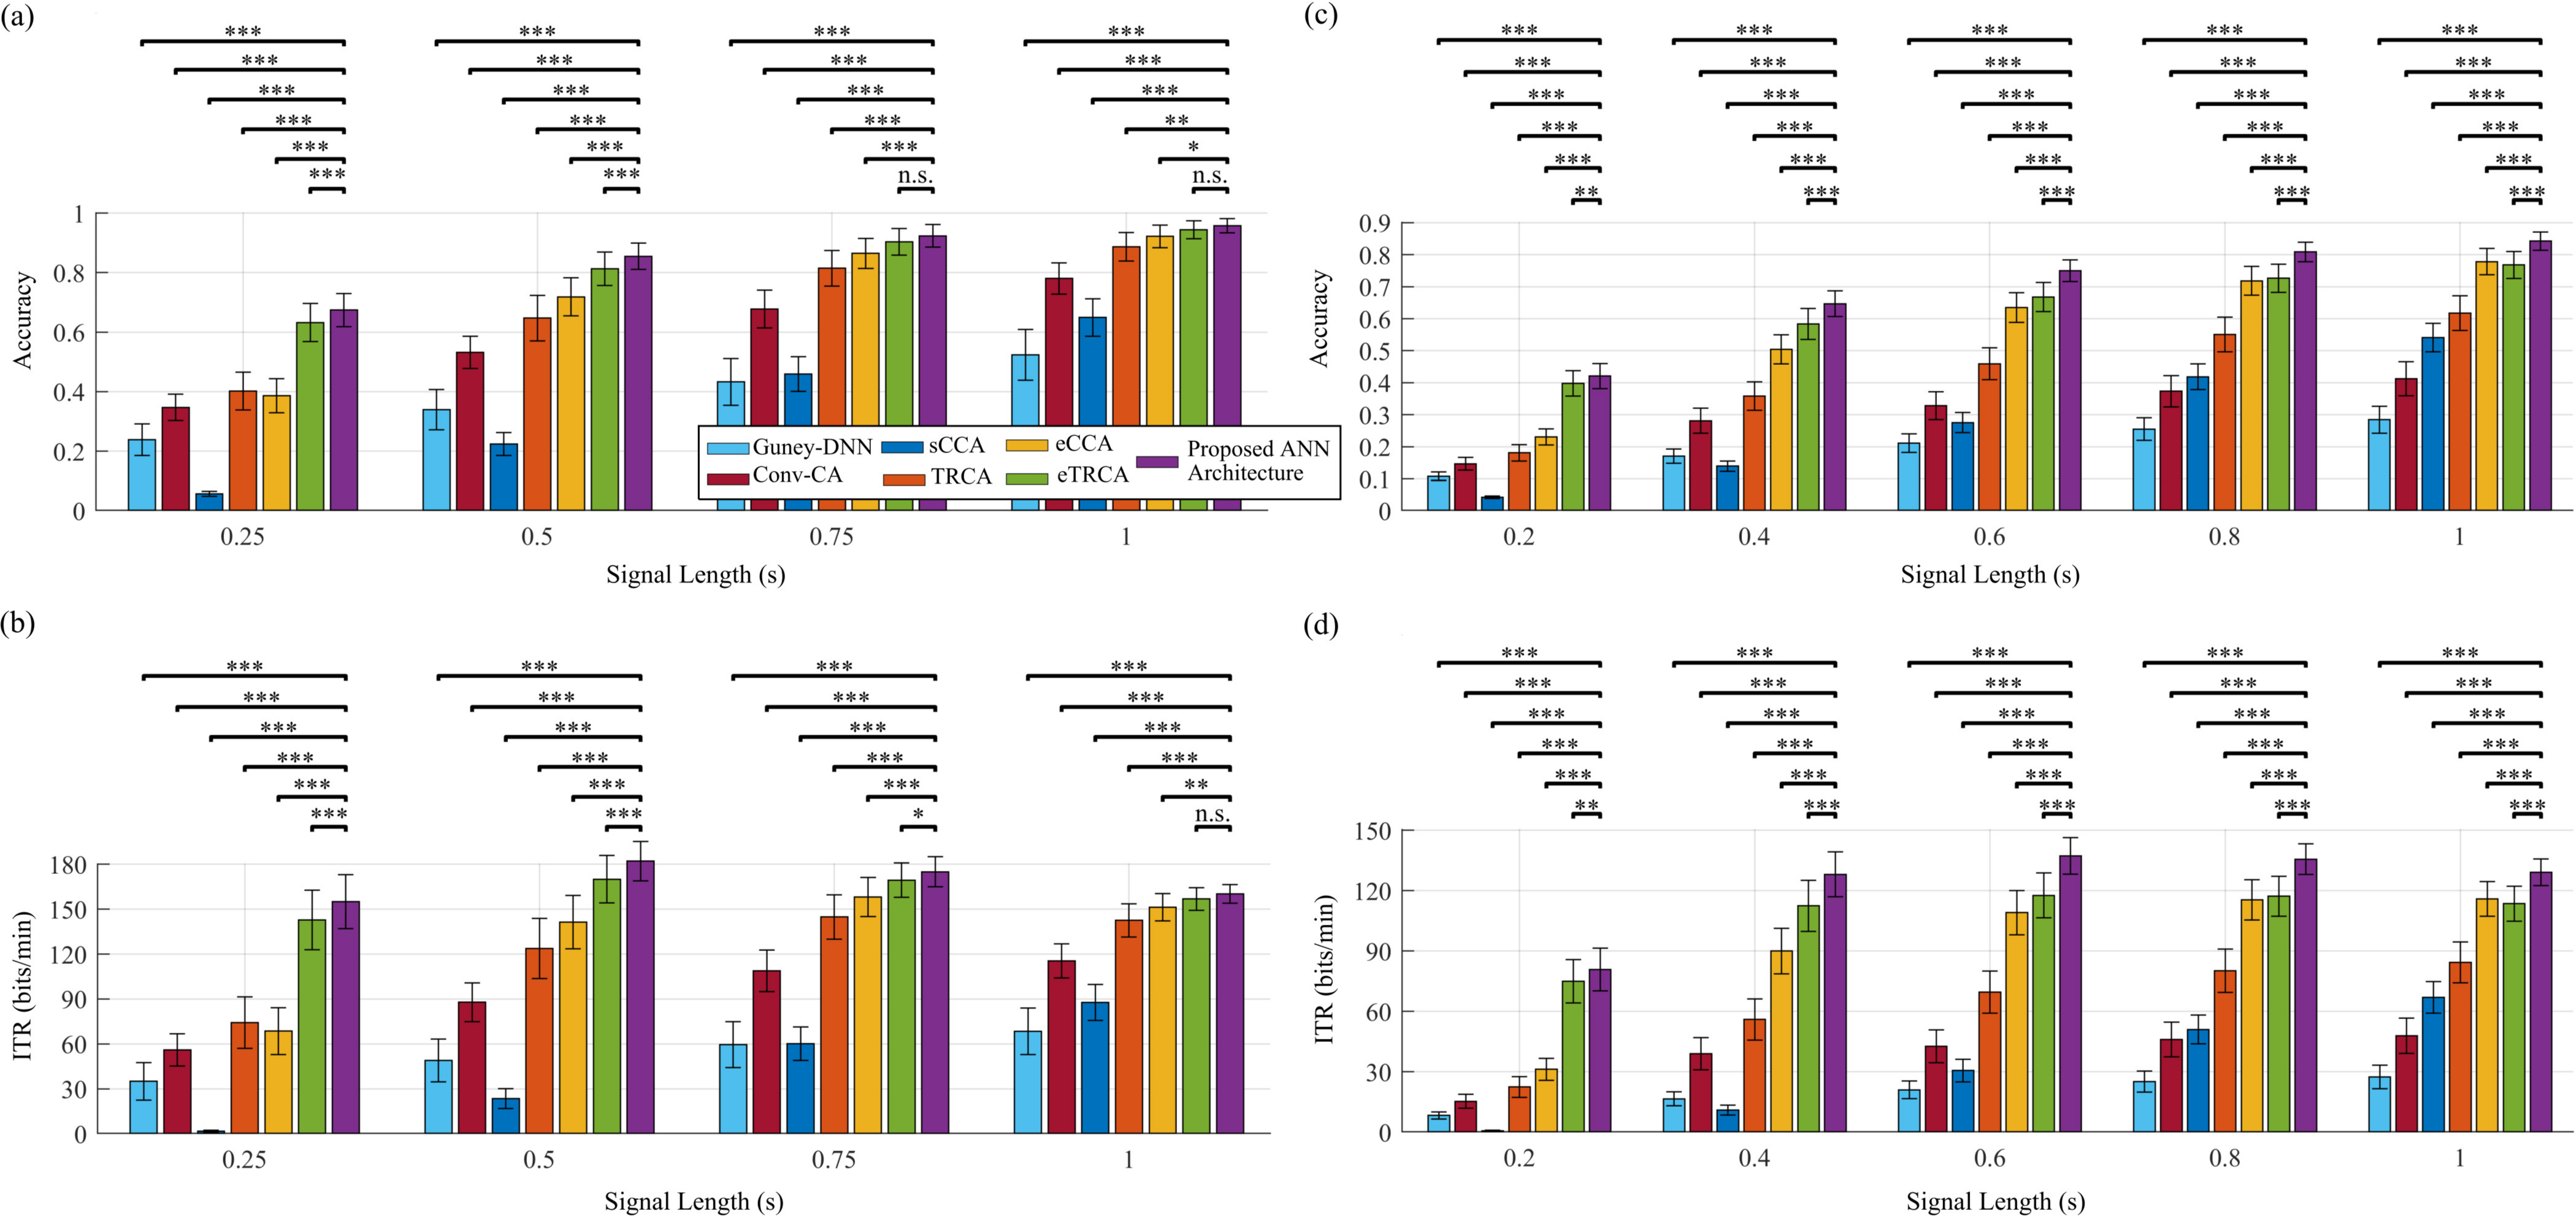 (a)
*** *** *** ***
*** *** *** ***
*** *** *** ***
*** *** *** **
*** *** *** *
*** *** n.s. n.s.
1
0.8
0.6
0.4
0.2
0
Accuracy
Guney-DNN sCCA eCCA Proposed ANN
Conv-CA TRCA eTRCA Architecture
0.25 0.5 0.75 1
Signal Length (s)
(b)
*** *** *** ***
*** *** *** ***
*** *** *** ***
*** *** *** ***
*** *** *** **
*** *** * n.s.
180
150
120
90
60
30
0
ITR (bits/min)
0.25 0.5 0.75 1
Signal Length (s)
(c)
*** *** *** *** ***
*** *** *** *** ***
*** *** *** *** ***
*** *** *** *** ***
*** *** *** *** ***
** *** *** *** ***
0.9
0.8
0.7
0.6
0.5
0.4
0.3
0.2
0.1
0
Accuracy
0.2 0.4 0.6 0.8 1
Signal Length (s)
(d)
*** *** *** *** ***
*** *** *** *** ***
*** *** *** *** ***
*** *** *** *** ***
*** *** *** *** ***
** *** *** *** ***
150
120
90
60
30
0
ITR (bits/min)
0.2 0.4 0.6 0.8 1
Signal Length (s)